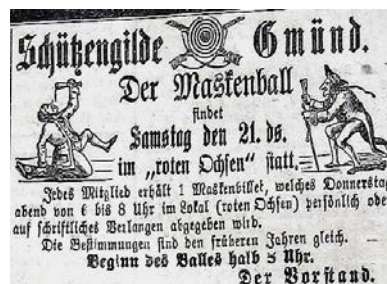 Schützengilde Gmünd.
Der Maskenball
findet
Samstag den 21. ds.
im „roten Ochsen“ statt.
Jedes Mitglied erhält 1 Maskenbillet, welches Donnerstag
abend von 6 bis 8 Uhr im Lokal (roten Ochsen) persönlich ode
auf schriftliches Verlangen abgegeben wird.
Die Bestimmungen sind den früheren Jahren gleich.
Beginn des Balles halb 8 Uhr.
Der Vorstand.